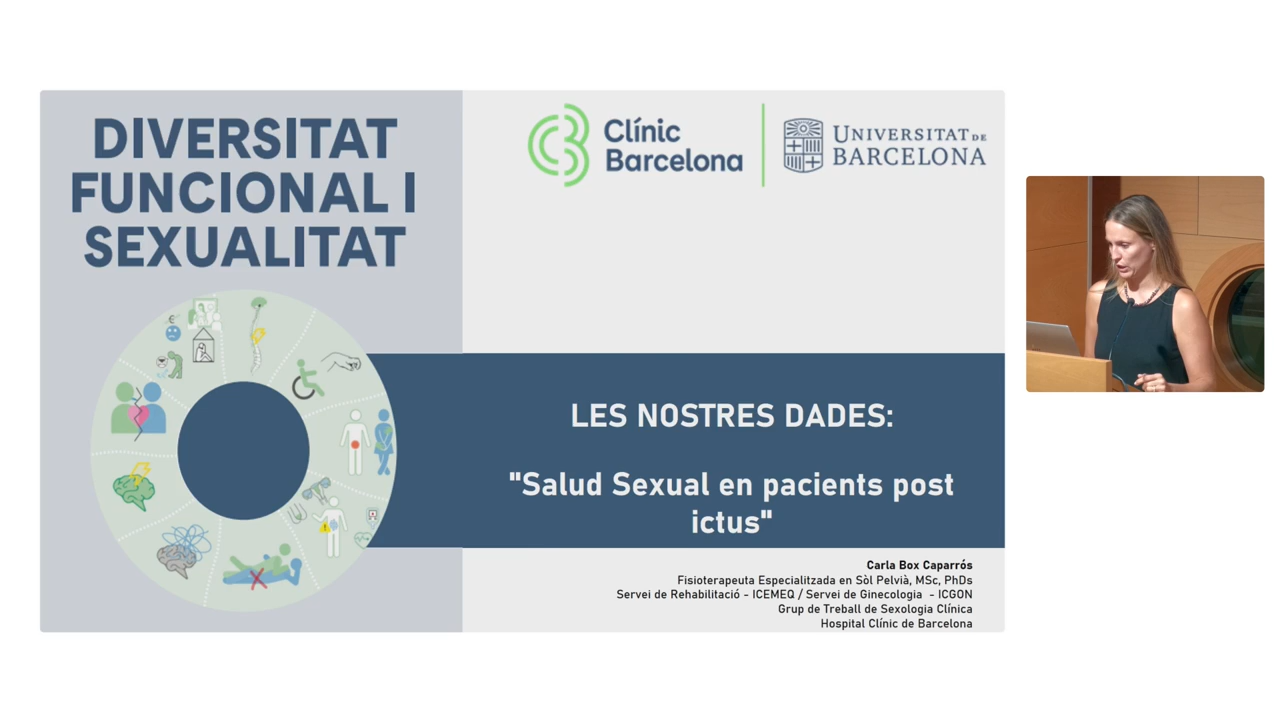 DIVERSITAT
FUNCIONAL I
SEXUALITAT
Clínic
Barcelona
UNIVERSITAT DE
BARCELONA
LES NOSTRES DADES:
"Salud Sexual en pacients post
ictus"
Carla Box Caparrós
Fisioterapeuta Especialitzada en Sòl Pelvià, MSc, PhDs
Servei de Rehabilitació - ICEMEQ / Servei de Ginecologia - ICGON
Grup de Treball de Sexologia Clínica
Hospital Clínic de Barcelona